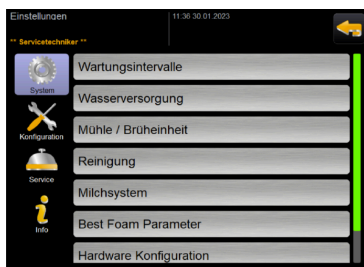 Einstellungen
11:36 30.01.2023
** Servicetechniker **
System
Konfiguration
Service
Info
Wartungsintervalle
Wasserversorgung
Mühle / Brüheinheit
Reinigung
Milchsystem
Best Foam Parameter
Hardware Konfiguration